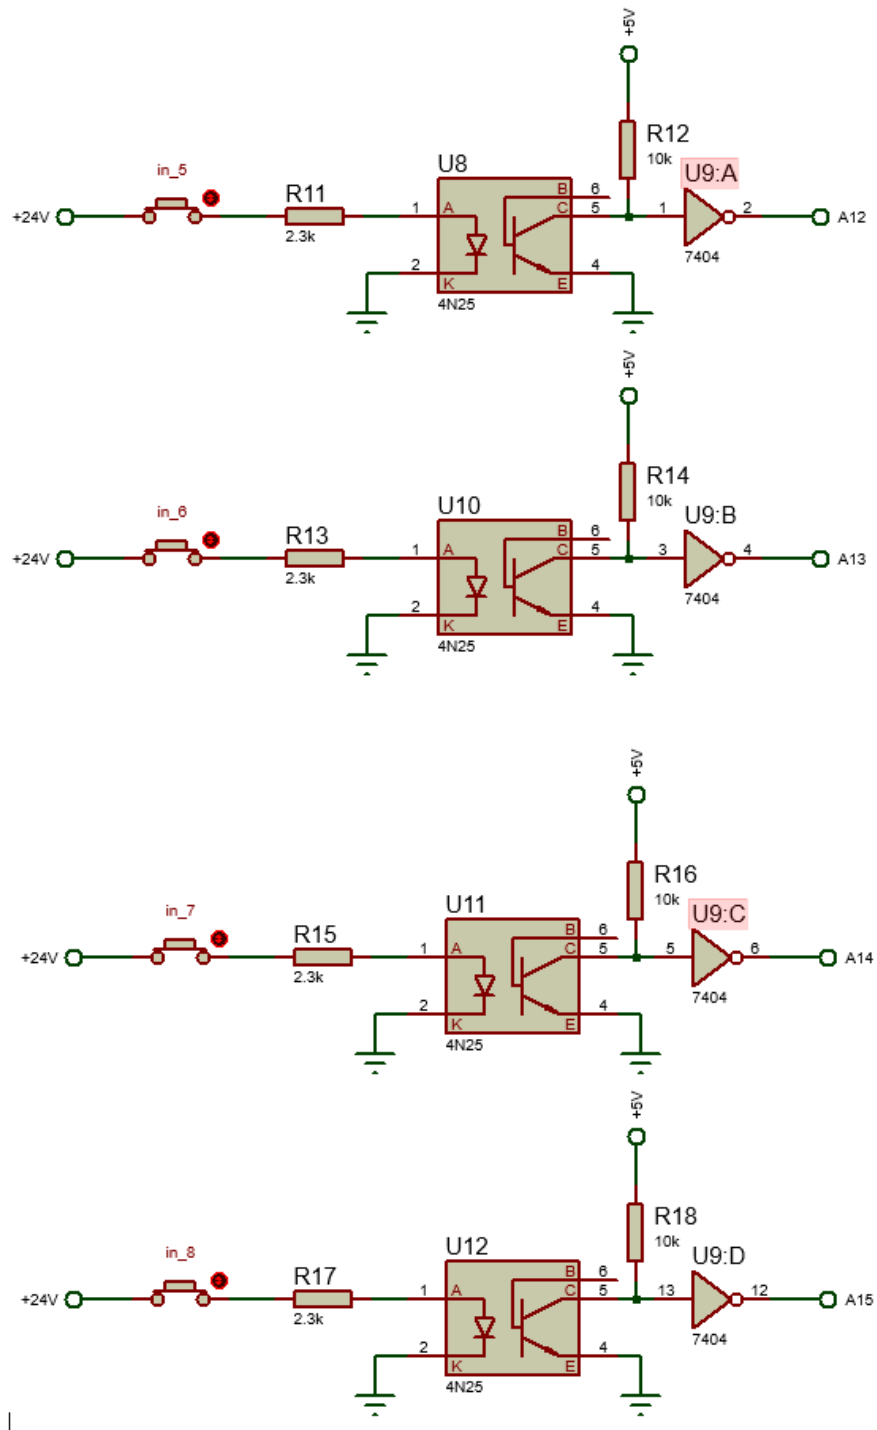 +5V
R12
10k
in_5
U8
U9:A
R11
B 6
+24V
1 A
C 5
1
2
A12
2.3k
7404
2
K
4
E
4N25
+5V
R14
10k
in_6
U10
U9:B
R13
B 6
+24V
1 A
C 5
3
4
A13
2.3k
7404
2
K
4
E
4N25
+5V
R16
10k
in_7
U11
U9:C
R15
B 6
+24V
1 A
C 5
5
6
A14
2.3k
7404
2
K
4
E
4N25
+5V
R18
10k
in_8
U12
U9:D
R17
B 6
+24V
1 A
C 5
13
12
A15
2.3k
7404
2
K
4
E
4N25